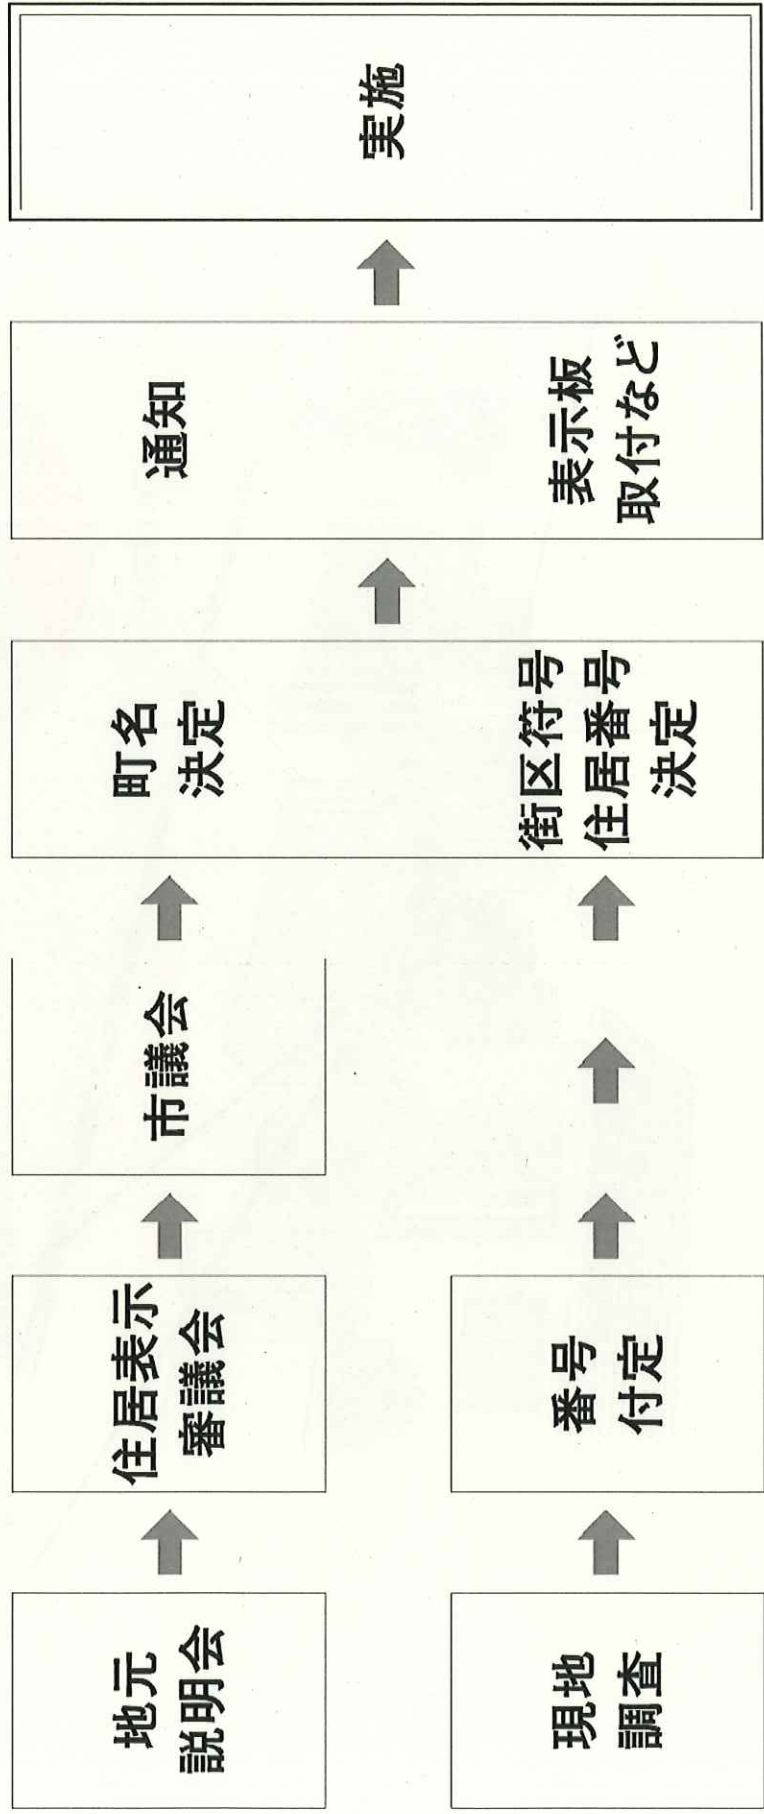 地元
説明会
住居表示
審議会
市議会
町名
決定
現地
調査
番号
付定
街区符号
住居番号
決定
通知
表示板
取付など
実施